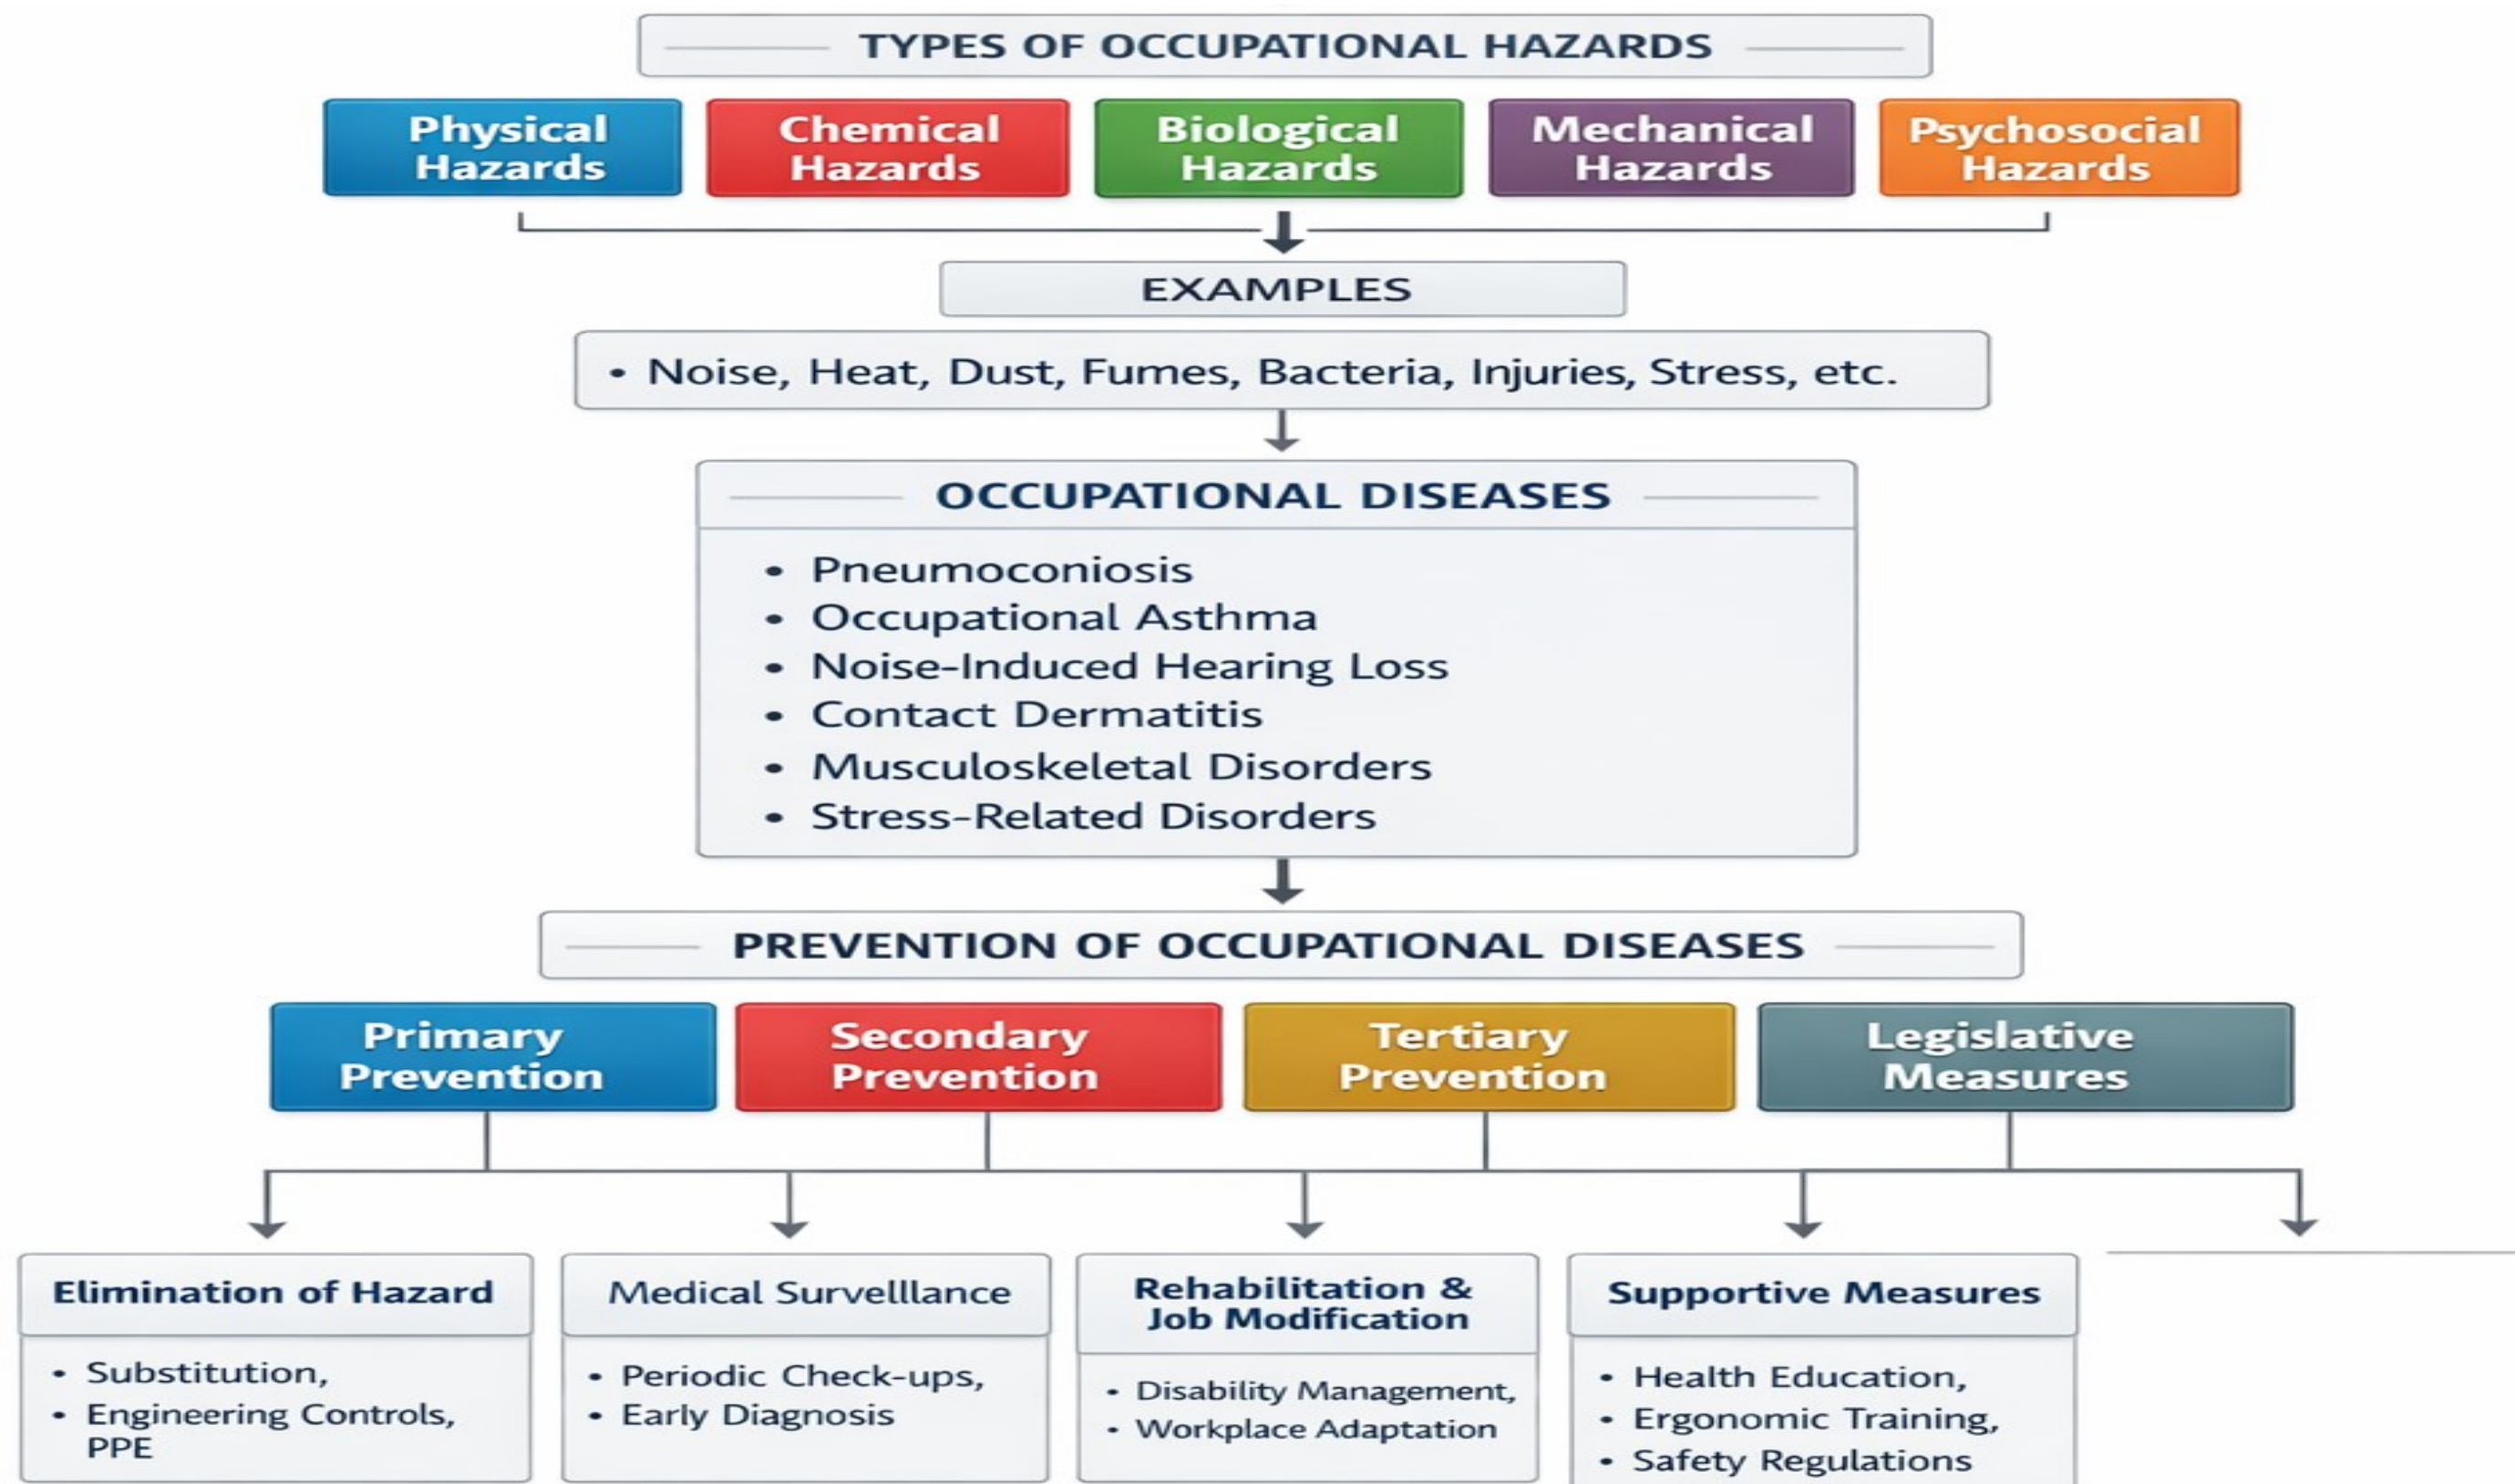 TYPES OF OCCUPATIONAL HAZARDS
Physical
Hazards
Chemical
Hazards
Biological
Hazards
Mechanical
Hazards
Psychosocial
Hazards
EXAMPLES
• Noise, Heat, Dust, Fumes, Bacteria, Injuries, Stress, etc.
OCCUPATIONAL DISEASES
• Pneumoconiosis
• Occupational Asthma
• Noise-Induced Hearing Loss
• Contact Dermatitis
• Musculoskeletal Disorders
• Stress-Related Disorders
PREVENTION OF OCCUPATIONAL DISEASES
Primary
Prevention
Secondary
Prevention
Tertiary
Prevention
Legislative
Measures
Elimination of Hazard
• Substitution,
• Engineering Controls,
PPE
Medical Survelllance
• Periodic Check-ups,
• Early Diagnosis
Rehabilitation &
Job Modification
• Disability Management,
• Workplace Adaptation
Supportive Measures
• Health Education,
• Ergonomic Training,
• Safety Regulations